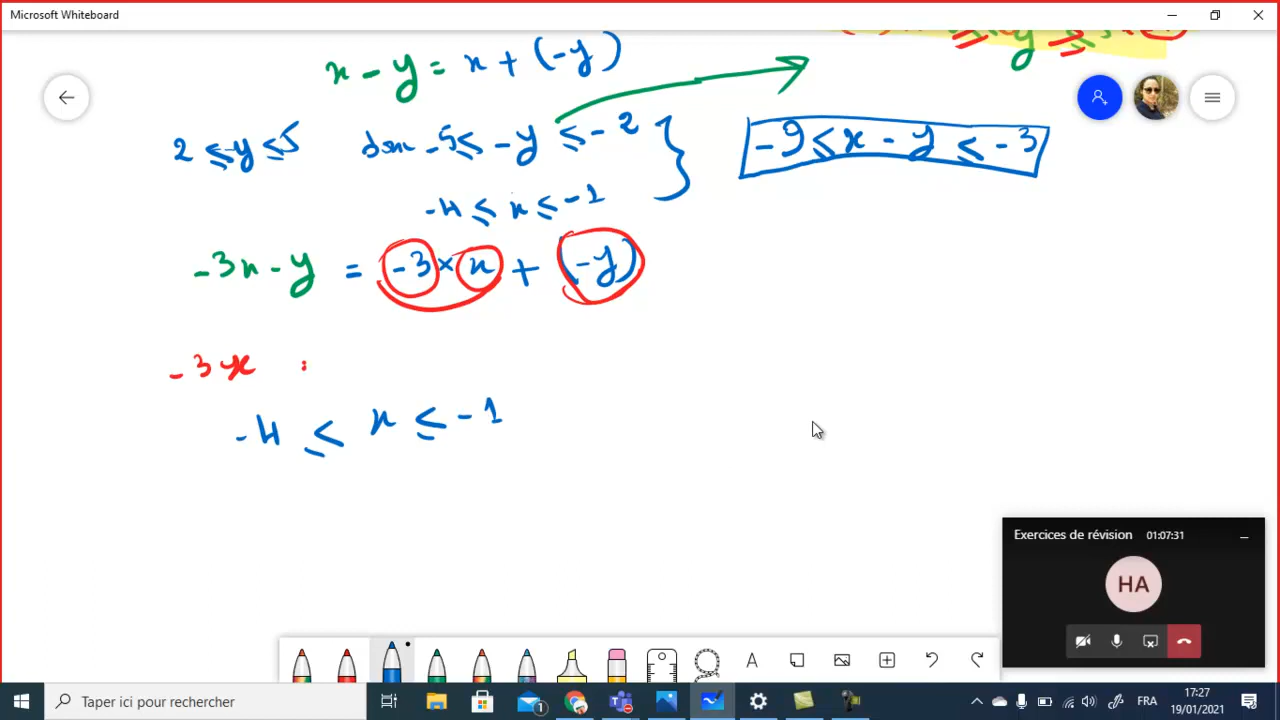 Microsoft Whiteboard
x - y = x + (-y)
2 ≤ y ≤ 5 donc -5 ≤ -y ≤ -2
-9 ≤ x - y ≤ -3
-4 ≤ x ≤ -1
-3x - y = -3 × x + (-y)
-3x :
-4 ≤ x ≤ -1
Exercices de révision 01:07:31
HA
A
Taper ici pour rechercher
1
FRA
17:27
19/01/2021